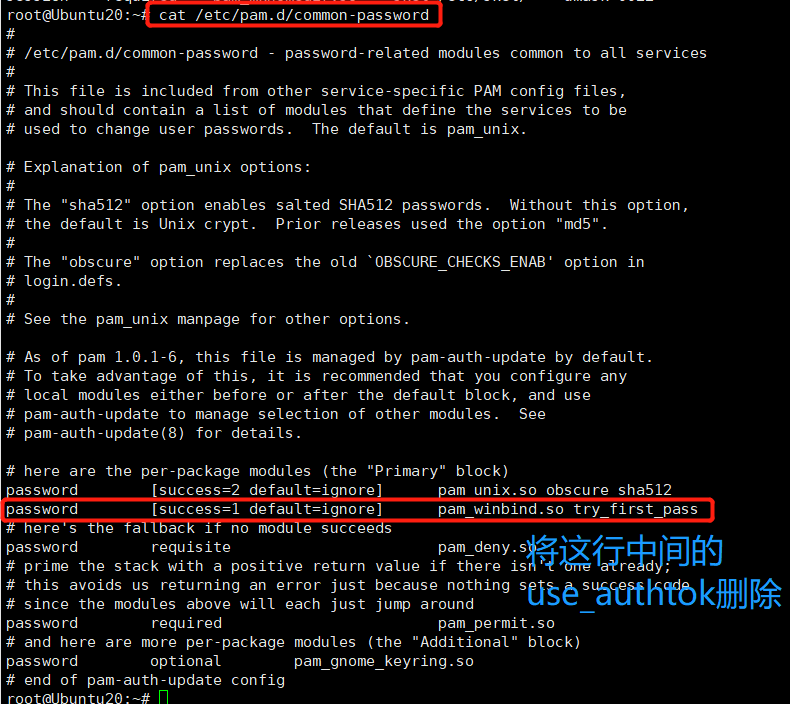 root@Ubuntu20:~# cat /etc/pam.d/common-password
#
# /etc/pam.d/common-password - password-related modules common to all services
#
# This file is included from other service-specific PAM config files,
# and should contain a list of modules that define the services to be
# used to change user passwords.  The default is pam_unix.

# Explanation of pam_unix options:
#
# The "sha512" option enables salted SHA512 passwords.  Without this option,
# the default is Unix crypt.  Prior releases used the option "md5".
#
# The "obscure" option replaces the old `OBSCURE_CHECKS_ENAB' option in
# login.defs.
#
# See the pam_unix manpage for other options.

# As of pam 1.0.1-6, this file is managed by pam-auth-update by default.
# To take advantage of this, it is recommended that you configure any
# local modules either before or after the default block, and use
# pam-auth-update to manage selection of other modules.  See
# pam-auth-update(8) for details.

# here are the per-package modules (the "Primary" block)
password        [success=2 default=ignore]      pam_unix.so obscure sha512
password        [success=1 default=ignore]      pam_winbind.so try_first_pass
# here's the fallback if no module succeeds
password        requisite                       pam_deny.so
将这行中间的
# prime the stack with a positive return value if there isn't one already;
# this avoids us returning an error just because nothing sets a success code
use_authtok删除
# since the modules above will each just jump around
password        required                        pam_permit.so
# and here are more per-package modules (the "Additional" block)
password        optional        pam_gnome_keyring.so
# end of pam-auth-update config
root@Ubuntu20:~#